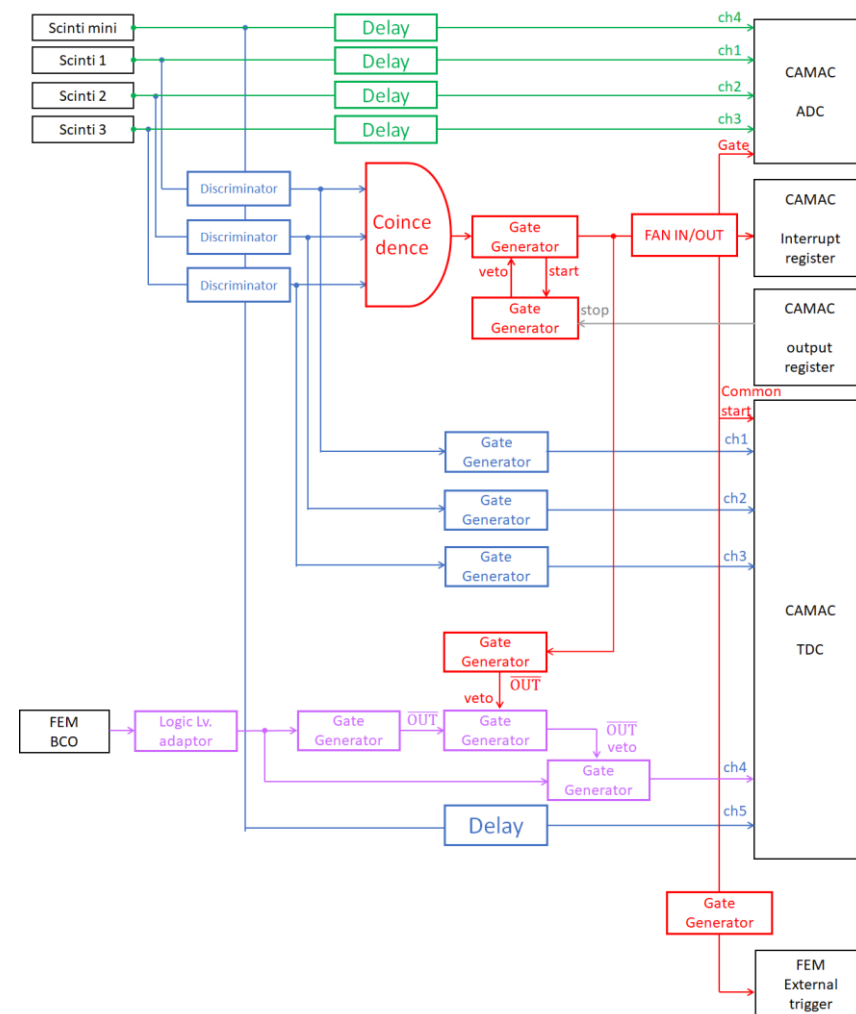 Scinti mini
Delay
ch4
Scinti 1
Delay
ch1
Scinti 2
Delay
ch2
Scinti 3
Delay
ch3
CAMAC
ADC
Gate
Discriminator
Discriminator
Discriminator
Coince
dence
Gate
Generator
FAN IN/OUT
CAMAC
Interrupt
register
veto
start
Gate
Generator
stop
CAMAC
output
register
Common
start
Gate
Generator
ch1
Gate
Generator
ch2
Gate
Generator
ch3
CAMAC
TDC
Gate
Generator
OUT
veto
FEM
BCO
Logic Lv.
adaptor
Gate
Generator
OUT
Gate
Generator
OUT
veto
Gate
Generator
ch4
Delay
ch5
Gate
Generator
FEM
External
trigger